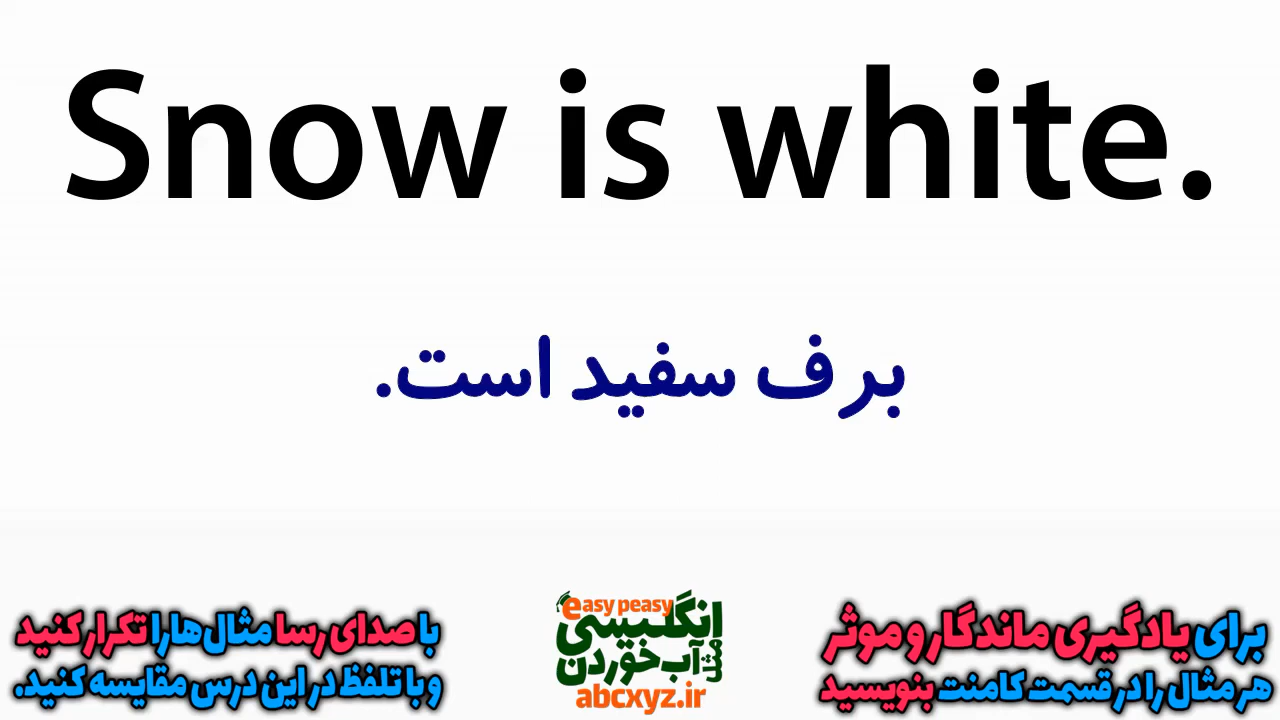 Snow is white.
برف سفید است.
با صدای رسا مثال‌ها را تکرار کنید
و با تلفظ در این درس مقایسه کنید.
easy peasy
انگلیسی
مثل آب خوردن
abcxyz.ir
برای یادگیری ماندگار و موثر
هر مثال را در قسمت کامنت بنویسید